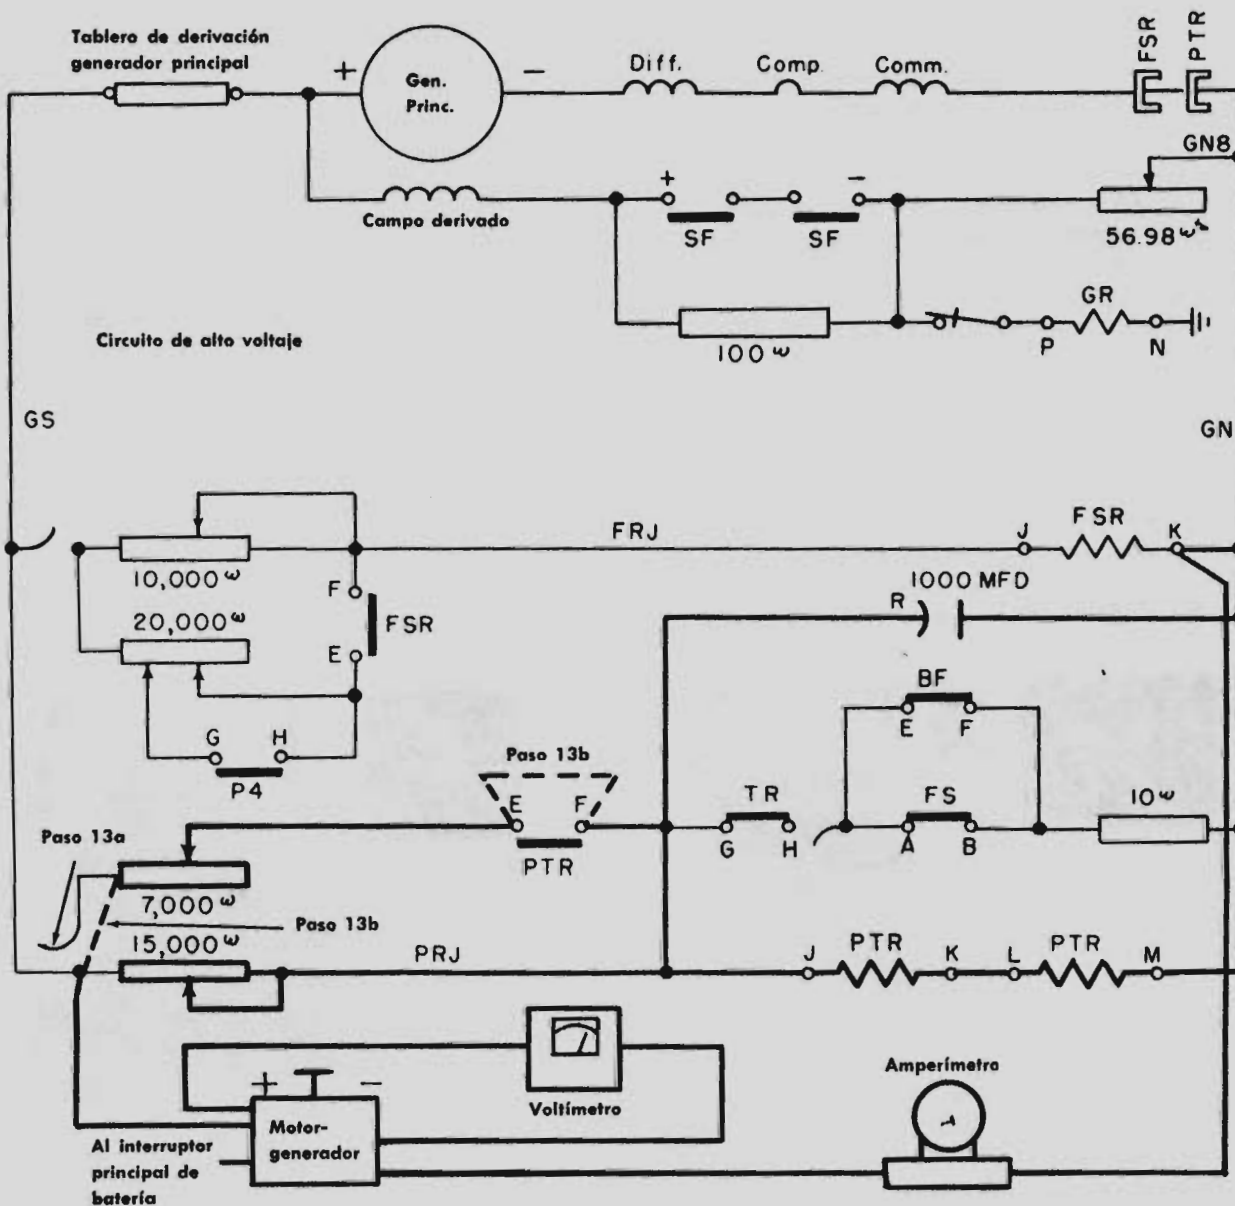 Tablero de derivación
generador principal
+
Gen.
Princ.
−
Diff.
Comp.
Comm.
FSR
PTR
GN8
Campo derivado
+
−
SF
SF
56.98 ω
GR
100 ω
P
N
Circuito de alto voltaje
GS
GN
FRJ
J
FSR
K
10,000 ω
F
1000 MFD
R
20,000 ω
FSR
E
BF
E F
G H
P4
Paso 13b
E F
PTR
TR
G H
FS
A B
10 ω
Paso 13a
7,000 ω
Paso 13b
15,000 ω
PRJ
J PTR K L PTR M
+ −
Voltímetro
Amperímetro
Motor-
generador
Al interruptor
principal de
batería